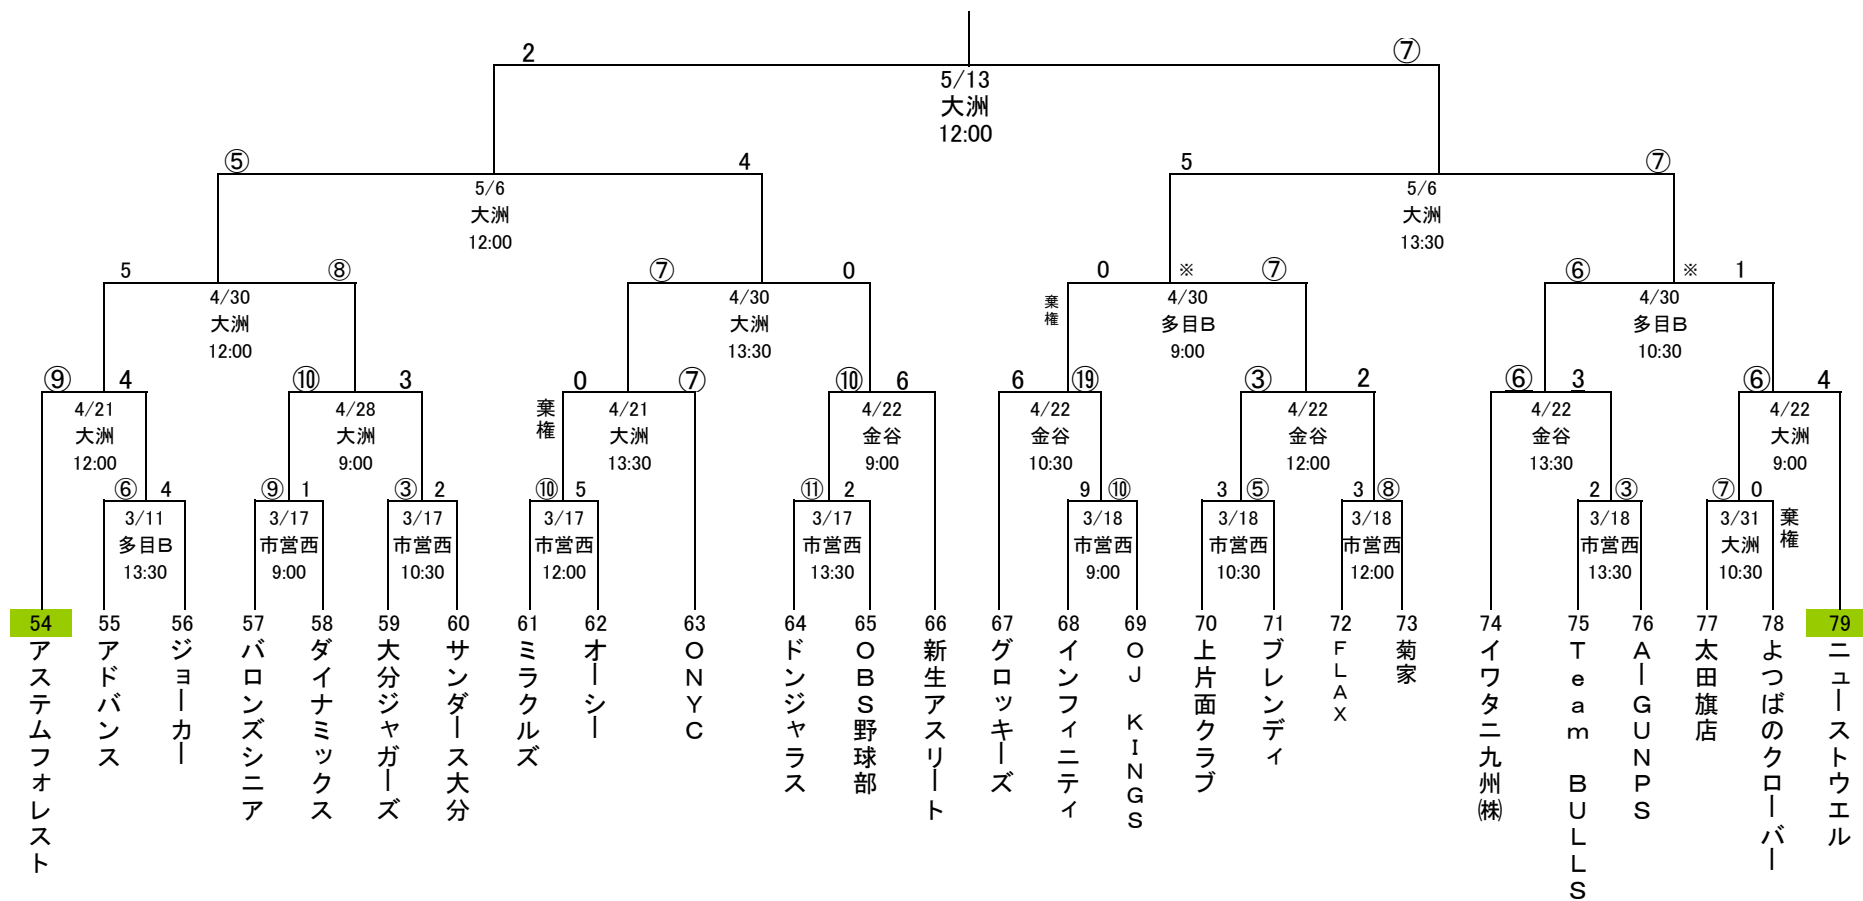 2 ⑦
5/13
大洲
12:00
⑤ 4 5 ⑦
5/6 5/6
大洲 大洲
12:00 13:30
5 ⑧ ⑦ 0 0 ※ ⑦ ⑥ ※ 1
4/30 4/30 棄権 4/30 4/30
大洲 大洲 多目B 多目B
12:00 13:30 9:00 10:30
⑨ 4 ⑩ 3 0 ⑦ ⑩ 6 6 ⑲ ③ 2 ⑥ 3 ⑥ 4
4/21 4/28 棄権 4/21 4/22 4/22 4/22 4/22 4/22
大洲 大洲 大洲 金谷 金谷 金谷 金谷 大洲
12:00 9:00 13:30 9:00 10:30 12:00 13:30 9:00
⑥ 4 ⑨ 1 ③ 2 ⑩ 5 ⑪ 2 9 ⑩ 3 ⑤ 3 ⑧ 2 ③ ⑦ 0
3/11 3/17 3/17 3/17 3/17 3/18 3/18 3/18 3/18 3/31 棄権
多目B 市営西 市営西 市営西 市営西 市営西 市営西 市営西 市営西 大洲
13:30 9:00 10:30 12:00 13:30 9:00 10:30 12:00 13:30 10:30
54 55 56 57 58 59 60 61 62 63 64 65 66 67 68 69 70 71 72 73 74 75 76 77 78 79
アステムフォレスト
アドバンス
ジョーカー
バロンズシニア
ダイナミックス
大分ジャガーズ
サンダース大分
ミラクルズ
オーシー
ONYC
ドンジャラス
OBS野球部
新生アスリート
グロッキーズ
インフィニティ
OJ KINGS
上片面クラブ
ブレンディ
FLAX
菊家
イワタニ九州㈱
Team BULLS
AーGUNPS
太田旗店
よつばのクローバー
ニューストウエル